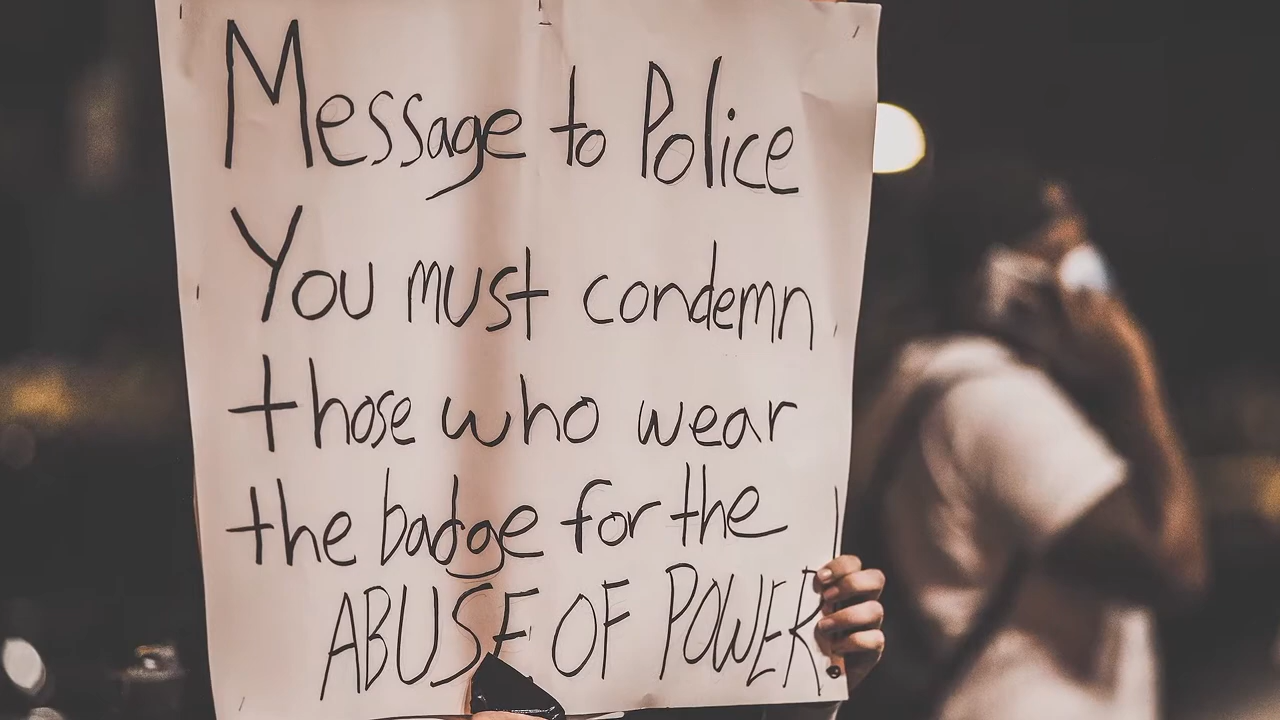 Message to Police
You must condemn
those who wear
the badge for the
ABUSE OF POWER